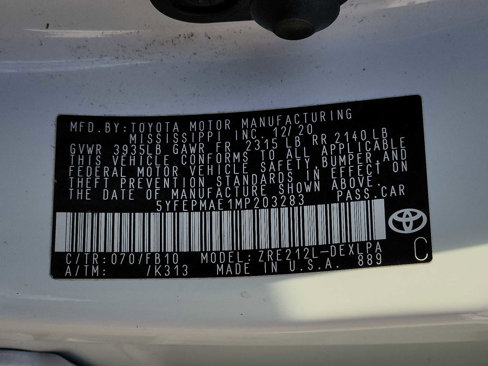 MFD.BY:TOYOTA MOTOR MANUFACTURING
MISSISSIPPI INC. 12/20
GVWR 3935LB GAWR FR 2315 LB RR 2140 LB
THIS VEHICLE CONFORMS TO ALL APPLICABLE
FEDERAL MOTOR VEHICLE SAFETY, BUMPER, AND
THEFT PREVENTION STANDARDS IN EFFECT ON
THE DATE OF MANUFACTURE SHOWN ABOVE.
5YFEPMAE1MP203283 PASS.CAR
C/TR: 070/FB10 MODEL: ZRE212L-DEXLPA
A/TM: /K313 MADE IN U.S.A. 889
C